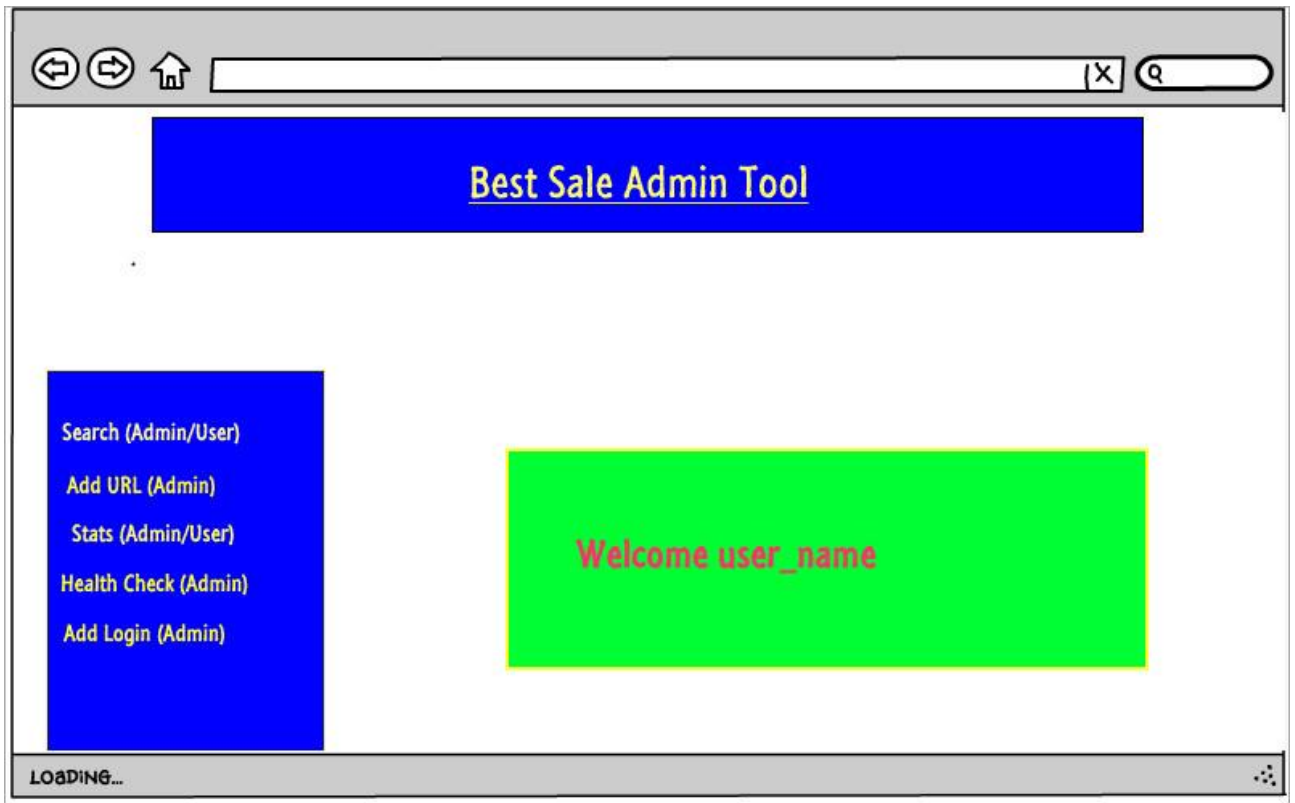 Best Sale Admin Tool
Search (Admin/User)
Add URL (Admin)
Stats (Admin/User)
Health Check (Admin)
Add Login (Admin)
Welcome user_name
LOADING...